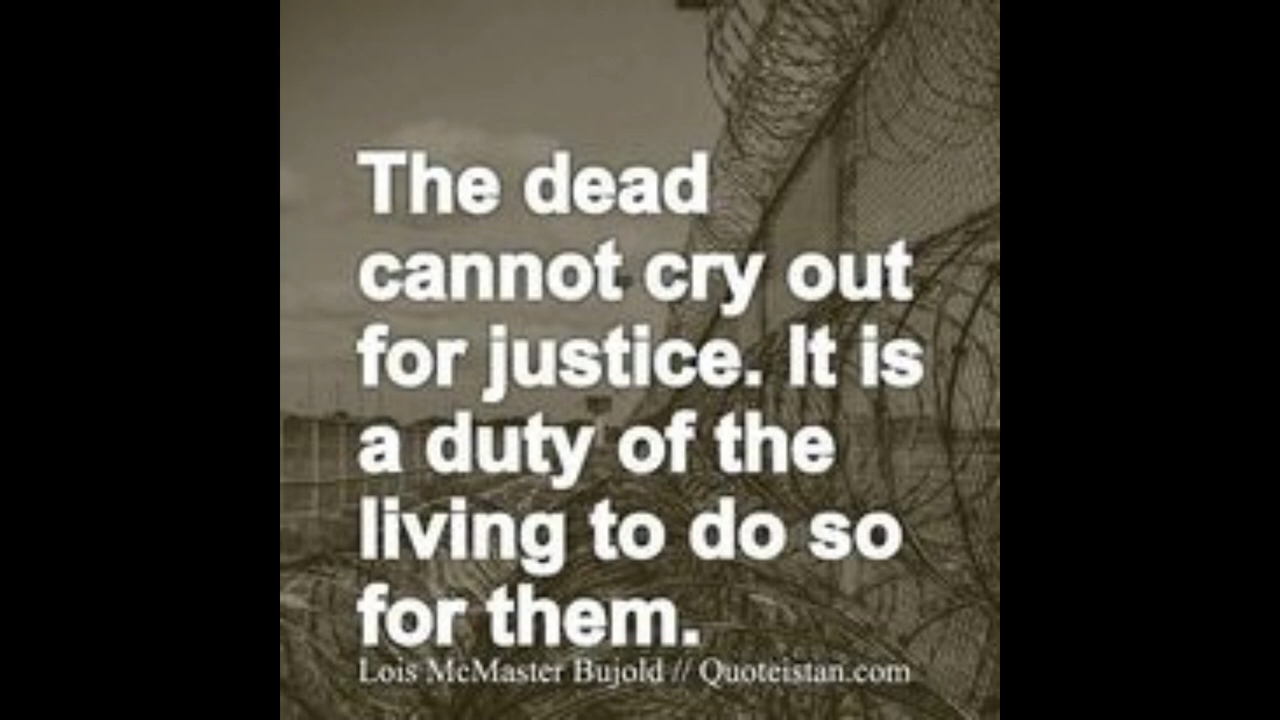 The dead
cannot cry out
for justice. It is
a duty of the
living to do so
for them.
Lois McMaster Bujold // Quoteistan.com